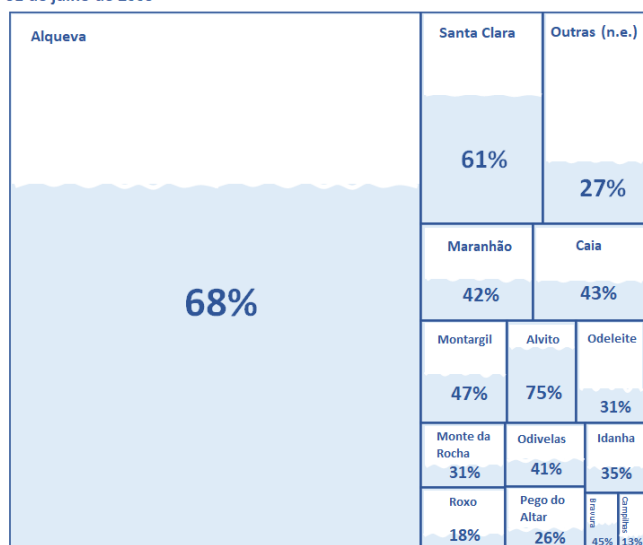 Alqueva
68%
Santa Clara
61%
Outras (n.e.)
27%
Maranhão
42%
Caia
43%
Montargil
47%
Alvito
75%
Odeleite
31%
Monte da
Rocha
31%
Odivelas
41%
Idanha
35%
Roxo
18%
Pego do
Altar
26%
Bravura
45%
Campilhas
13%